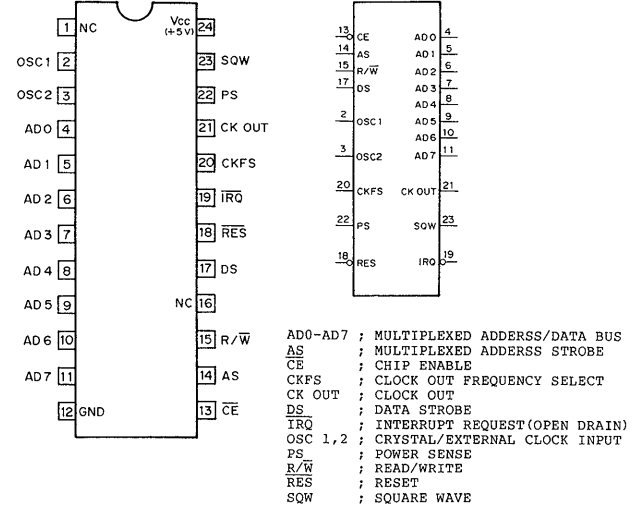 1 NC Vcc (+5V) 24
OSC1 2 23 SQW
OSC2 3 22 PS
AD0 4 21 CK OUT
AD1 5 20 CKFS
AD2 6 19 IRQ
AD3 7 18 RES
AD4 8 17 DS
AD5 9 NC 16
AD6 10 15 R/W
AD7 11 14 AS
12 GND 13 CE
13 CE AD0 4
14 AS AD1 5
15 R/W AD2 6
17 DS AD3 7
AD4 8
2 OSC1 AD5 9
AD6 10
3 OSC2 AD7 11
20 CKFS CK OUT 21
22 PS SQW 23
18 RES IRQ 19
AD0-AD7 ; MULTIPLEXED ADDERSS/DATA BUS
AS ; MULTIPLEXED ADDERSS STROBE
CE ; CHIP ENABLE
CKFS ; CLOCK OUT FREQUENCY SELECT
CK OUT ; CLOCK OUT
DS ; DATA STROBE
IRQ ; INTERRUPT REQUEST(OPEN DRAIN)
OSC 1,2 ; CRYSTAL/EXTERNAL CLOCK INPUT
PS ; POWER SENSE
R/W ; READ/WRITE
RES ; RESET
SQW ; SQUARE WAVE